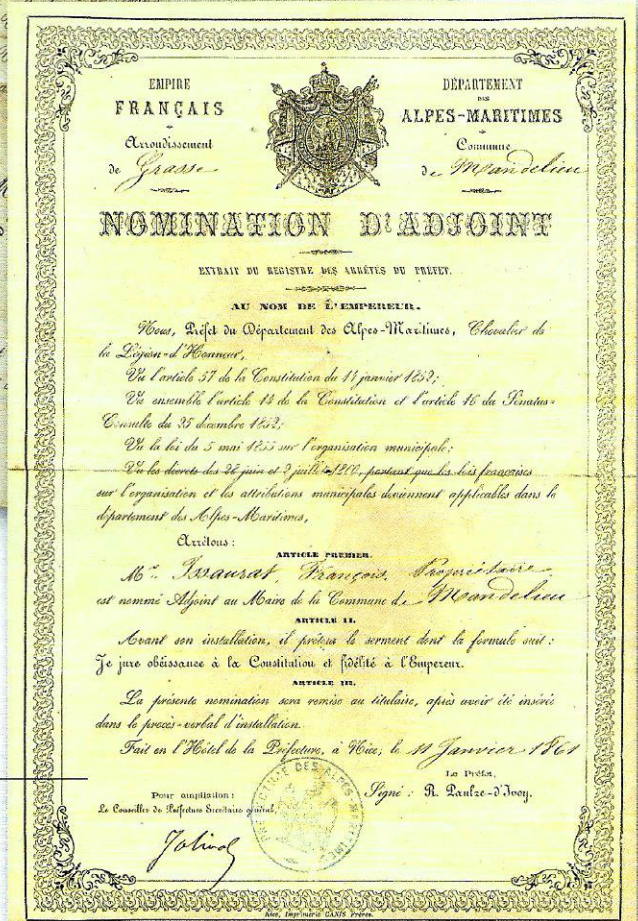 EMPIRE
FRANÇAIS
Arrondissement
de Grasse
DÉPARTEMENT
DES
ALPES-MARITIMES
Commune
de Mandelieu
NOMINATION D'ADJOINT
EXTRAIT DU REGISTRE DES ARRÊTÉS DU PRÉFET.
AU NOM DE L'EMPEREUR.
Nous, Préfet du Département des Alpes-Maritimes, Chevalier de
la Légion-d'Honneur,
Vu l'article 57 de la Constitution du 14 janvier 1852;
Vu ensemble l'article 14 de la Constitution et l'article 16 du Sénatus-
Consulte du 25 décembre 1852;
Vu la loi du 5 mai 1855 sur l'organisation municipale;
Vu les décrets des 26 juin et 2 juillet 1860, portant que les lois françaises
sur l'organisation et les attributions municipales deviennent applicables dans le
département des Alpes-Maritimes,
Arrêtons :
ARTICLE PREMIER.
Mr Issaurat, François, Propriétaire
est nommé Adjoint au Maire de la Commune de Mandelieu
ARTICLE II.
Avant son installation, il prêtera le serment dont la formule suit :
Je jure obéissance à la Constitution et fidélité à l'Empereur.
ARTICLE III.
La présente nomination sera remise au titulaire, après avoir été insérée
dans le procès-verbal d'installation.
Fait en l'Hôtel de la Préfecture, à Nice, le 11 Janvier 1861
Le Préfet,
Signé : R. Paulze-d'Ivoy.
Pour ampliation :
Le Conseiller de Préfecture Secrétaire général,
PRÉFECTURE DES ALPES-MARITIMES
Nice, Imprimerie CANIS Frères.